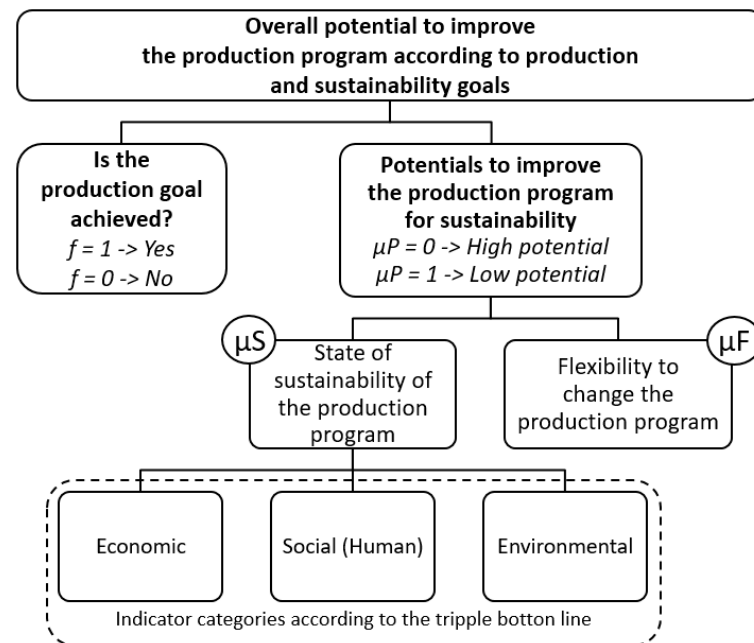 Overall potential to improve
the production program according to production
and sustainability goals
Is the
production goal
achieved?
f = 1 -> Yes
f = 0 -> No
Potentials to improve
the production program
for sustainability
μP = 0 -> High potential
μP = 1 -> Low potential
μS
State of
sustainability of
the production
program
μF
Flexibility to
change the
production program
Economic
Social (Human)
Environmental
Indicator categories according to the tripple botton line